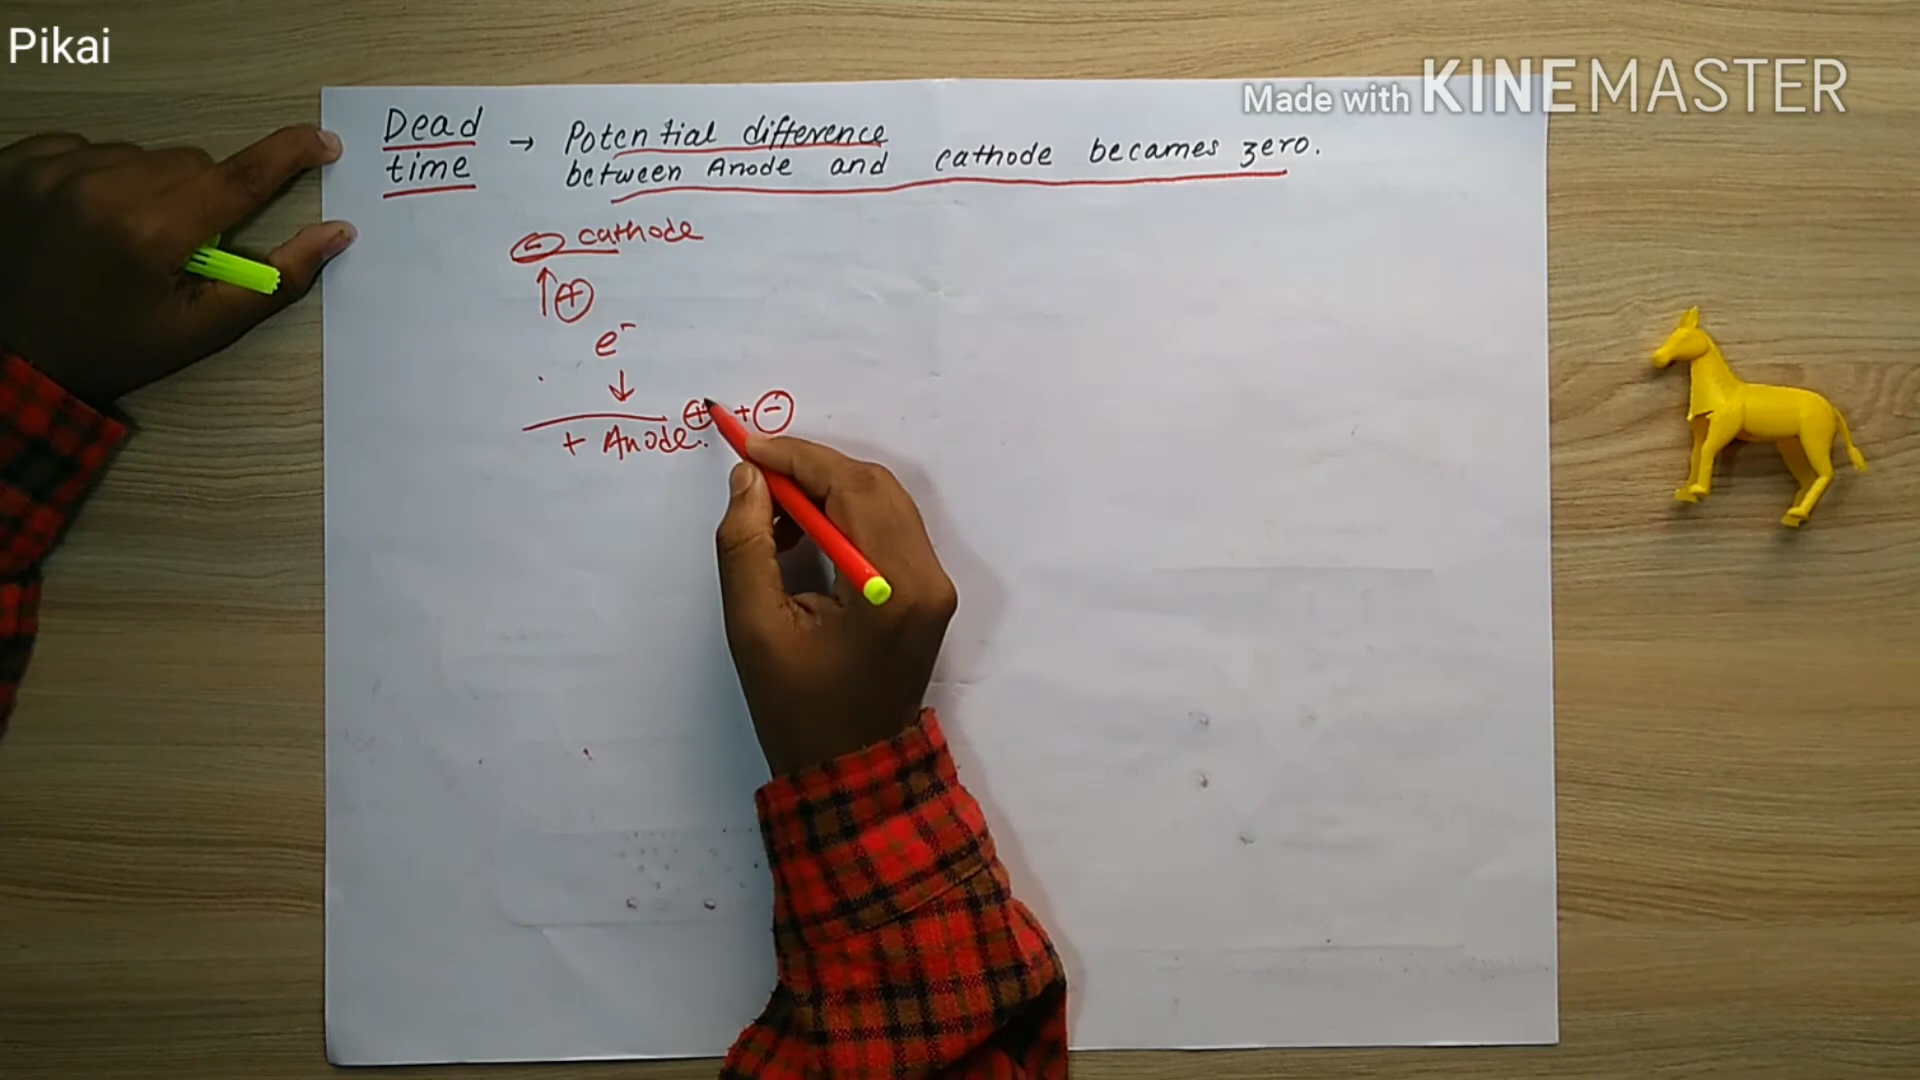 Pikai
Made with KINEMASTER
Dead time → Potential difference
between Anode and cathode becames zero.
⊖ cathode
↑ ⊕
e⁻
↓
⊕ + ⊖
+ Anode.